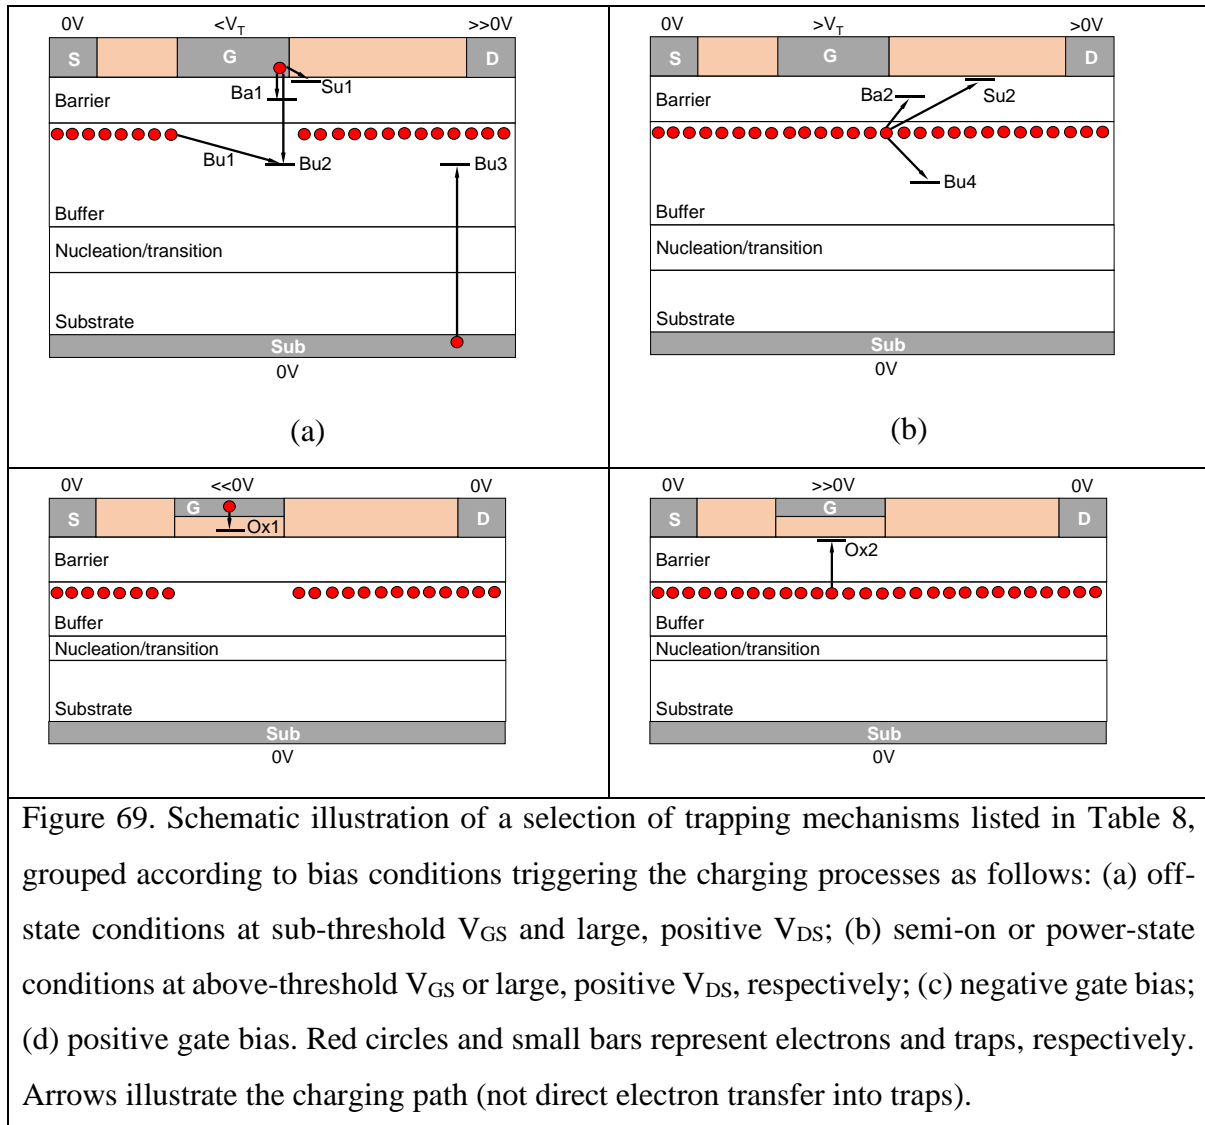 0V <V_T >>0V
S G D
Su1
Ba1
Barrier
Bu1 Bu2 Bu3
Buffer
Nucleation/transition
Substrate
Sub
0V
(a)
0V >V_T >0V
S G D
Ba2 Su2
Barrier
Bu4
Buffer
Nucleation/transition
Substrate
Sub
0V
(b)
0V <<0V 0V
S G D
Ox1
Barrier
Buffer
Nucleation/transition
Substrate
Sub
0V
0V >>0V 0V
S G D
Ox2
Barrier
Buffer
Nucleation/transition
Substrate
Sub
0V
Figure 69. Schematic illustration of a selection of trapping mechanisms listed in Table 8,
grouped according to bias conditions triggering the charging processes as follows: (a) off-
state conditions at sub-threshold V_GS and large, positive V_DS; (b) semi-on or power-state
conditions at above-threshold V_GS or large, positive V_DS, respectively; (c) negative gate bias;
(d) positive gate bias. Red circles and small bars represent electrons and traps, respectively.
Arrows illustrate the charging path (not direct electron transfer into traps).